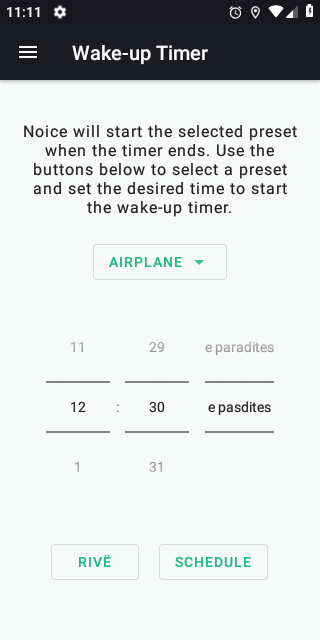 11:11
Wake-up Timer
Noice will start the selected preset
when the timer ends. Use the
buttons below to select a preset
and set the desired time to start
the wake-up timer.
AIRPLANE
11 29 e paradites
12 : 30 e pasdites
1 31
RIVË SCHEDULE